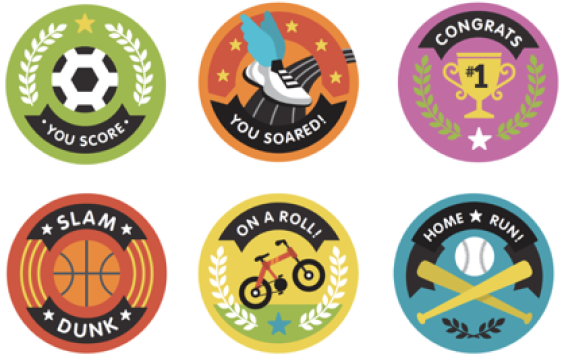 • YOU SCORE •
YOU SOARED!
CONGRATS
#1
SLAM
DUNK
ON A ROLL!
HOME ★ RUN!